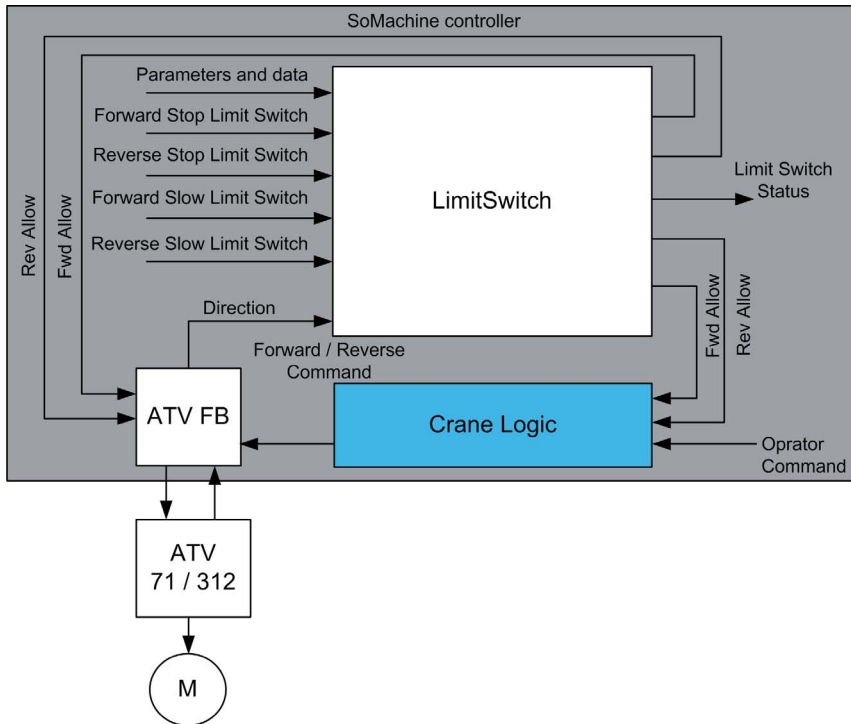 SoMachine controller
Parameters and data
Forward Stop Limit Switch
Reverse Stop Limit Switch
Forward Slow Limit Switch
Reverse Slow Limit Switch
LimitSwitch
Limit Switch
Status
Rev Allow
Fwd Allow
Direction
Forward / Reverse
Command
Fwd Allow
Rev Allow
ATV FB
Crane Logic
Oprator
Command
ATV
71 / 312
M